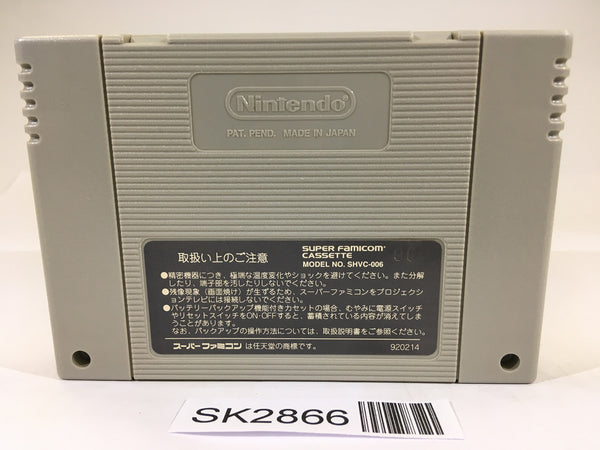 Nintendo
PAT. PEND. MADE IN JAPAN
取扱い上のご注意
SUPER FAMICOM
CASSETTE
MODEL NO. SHVC-006
●精密機器につき、極端な温度変化やショックを避けてください。また分解
したり、端子部を汚したりしないでください。
●残像現象(画面焼け)が生ずるため、スーパーファミコンをプロジェク
ションテレビには接続しないでください。
●バッテリーバックアップ機能付きカセットの場合、むやみに電源スイッチ
やリセットスイッチをON・OFFすると、蓄積されている内容が消えてしま
うことがあります。
なお、バックアップの操作方法については、取扱説明書をご参照ください。
スーパーファミコン は任天堂の商標です。
920214
SK2866